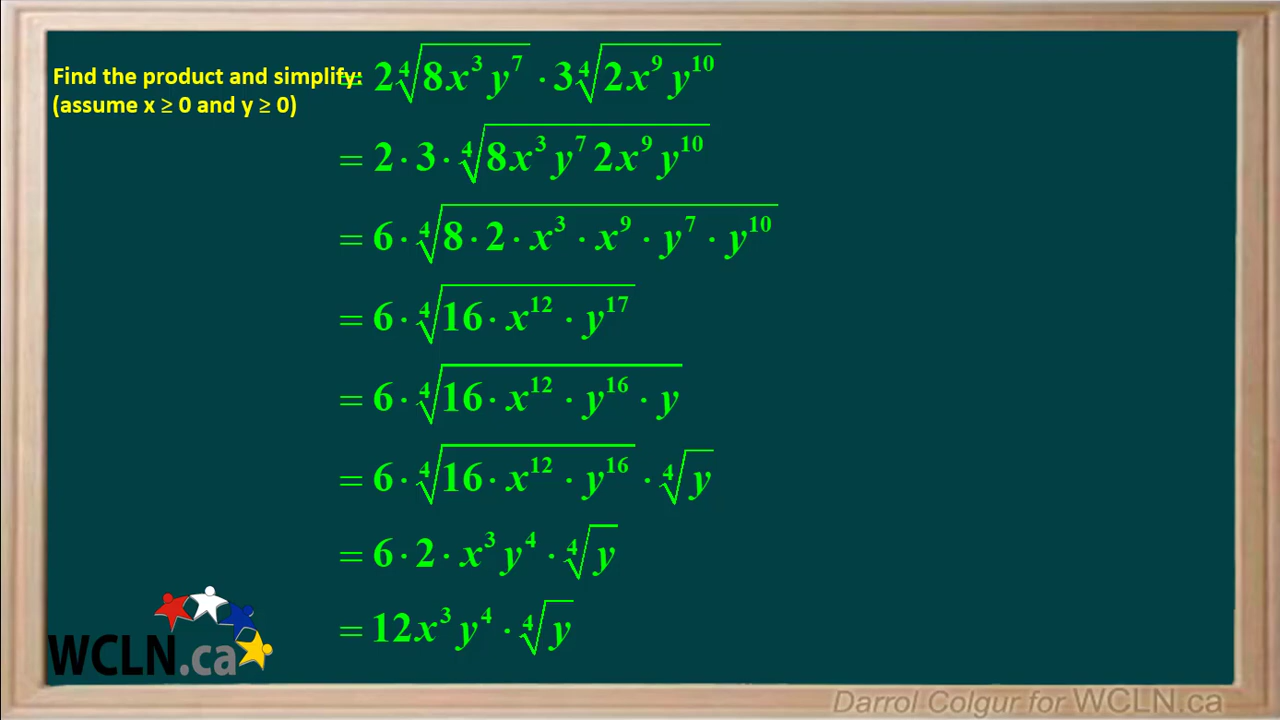 Find the product and simplify: = 2∜(8x³y⁷) · 3∜(2x⁹y¹⁰)
(assume x ≥ 0 and y ≥ 0)
= 2 · 3 · ∜(8x³y⁷2x⁹y¹⁰)
= 6 · ∜(8 · 2 · x³ · x⁹ · y⁷ · y¹⁰)
= 6 · ∜(16 · x¹² · y¹⁷)
= 6 · ∜(16 · x¹² · y¹⁶ · y)
= 6 · ∜(16 · x¹² · y¹⁶) · ∜y
= 6 · 2 · x³y⁴ · ∜y
= 12x³y⁴ · ∜y
WCLN.ca
Darrol Colgur for WCLN.ca